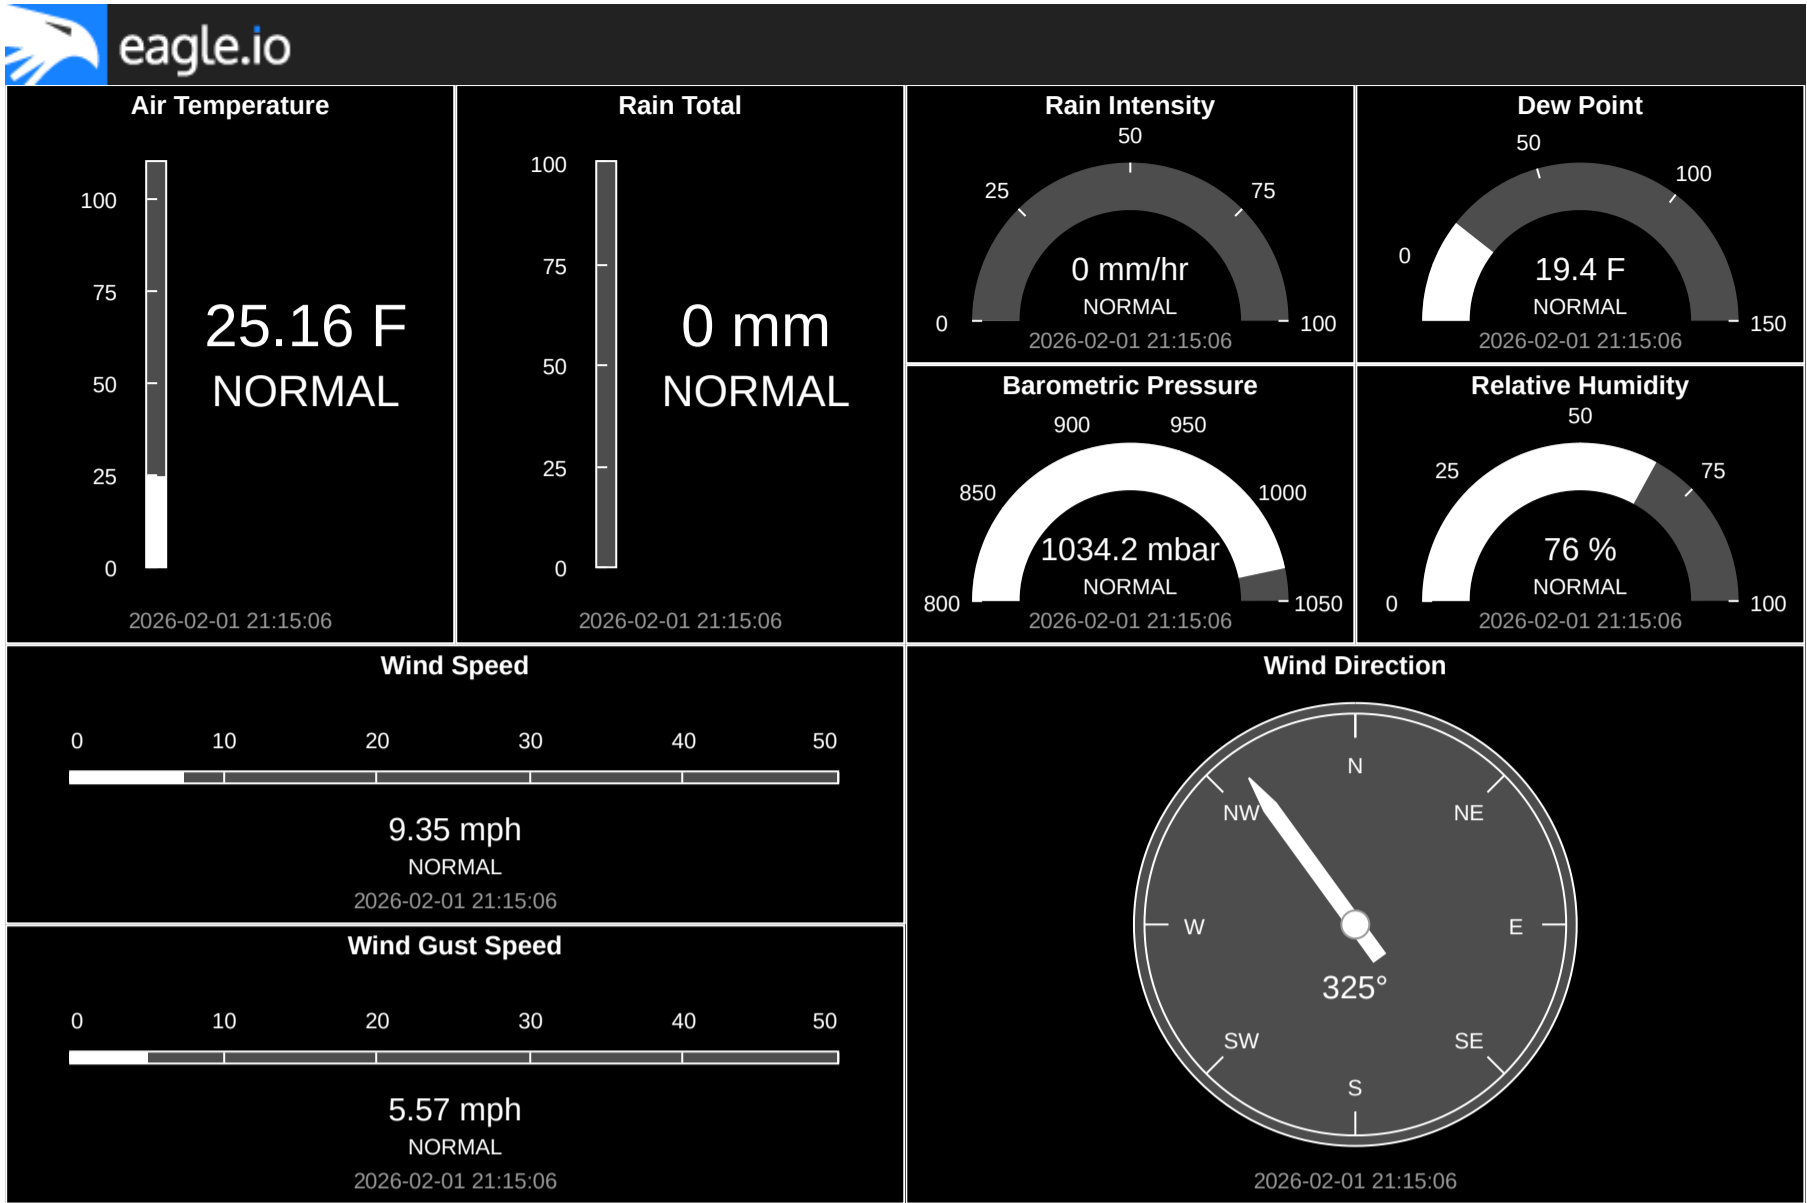 eagle.io
Air Temperature
100
75
50
25
0
25.16 F
NORMAL
2026-02-01 21:15:06
Rain Total
100
75
50
25
0
0 mm
NORMAL
2026-02-01 21:15:06
Rain Intensity
0
25
50
75
100
0 mm/hr
NORMAL
2026-02-01 21:15:06
Dew Point
0
50
100
150
19.4 F
NORMAL
2026-02-01 21:15:06
Barometric Pressure
800
850
900
950
1000
1050
1034.2 mbar
NORMAL
2026-02-01 21:15:06
Relative Humidity
0
25
50
75
100
76 %
NORMAL
2026-02-01 21:15:06
Wind Speed
0 10 20 30 40 50
9.35 mph
NORMAL
2026-02-01 21:15:06
Wind Gust Speed
0 10 20 30 40 50
5.57 mph
NORMAL
2026-02-01 21:15:06
Wind Direction
N
NW NE
W E
325°
SW SE
S
2026-02-01 21:15:06